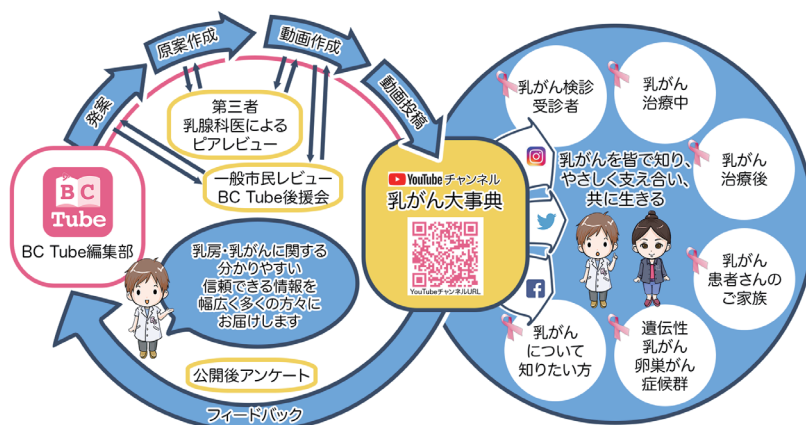 発案
原案作成
動画作成
動画投稿
第三者
乳腺科医による
ピアレビュー
一般市民レビュー
BC Tube後援会
BC
Tube
BC Tube編集部
乳房・乳がんに関する
分かりやすい
信頼できる情報を
幅広く多くの方々に
お届けします
公開後アンケート
フィードバック
YouTube チャンネル
乳がん大事典
YouTubeチャンネルURL
乳がん検診
受診者
乳がん
治療中
乳がん
治療後
乳がんを皆で知り、
やさしく支え合い、
共に生きる
乳がん
患者さんの
ご家族
遺伝性
乳がん
卵巣がん
症候群
乳がん
について
知りたい方